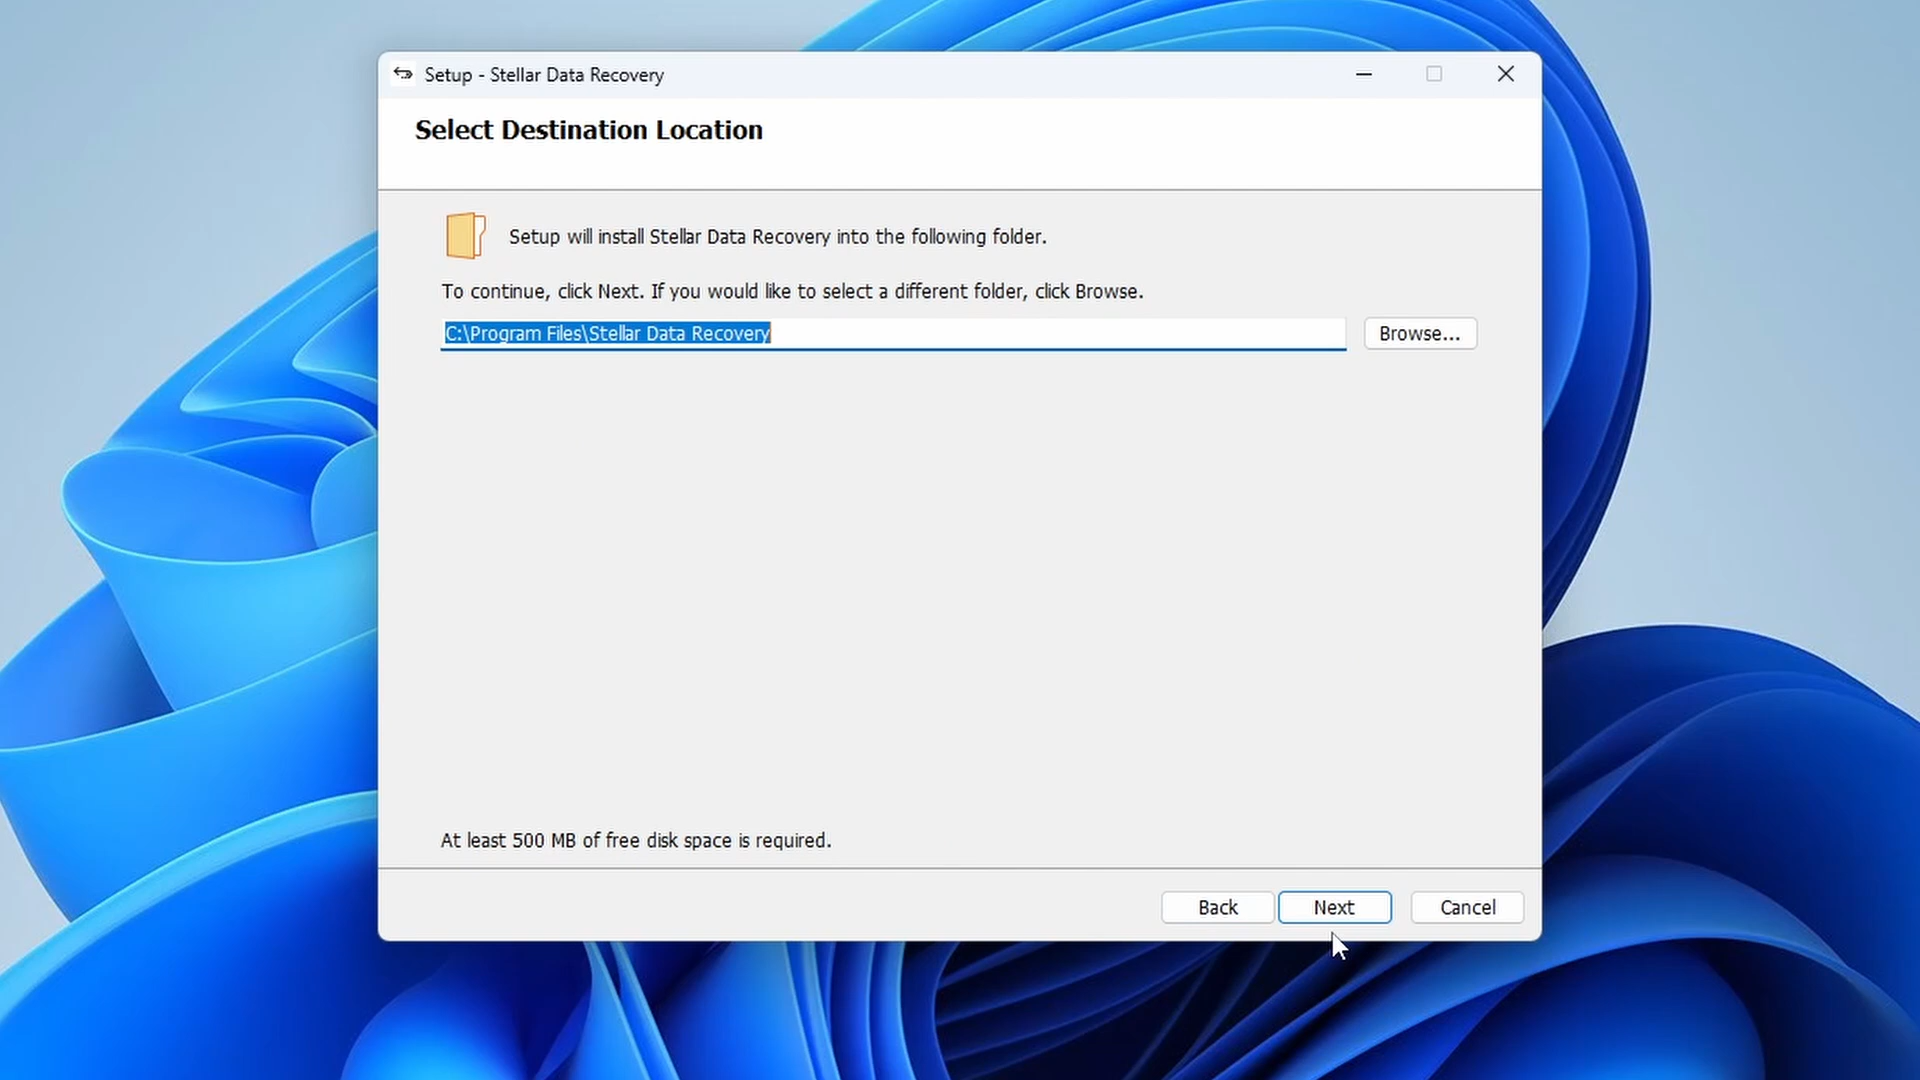 Setup - Stellar Data Recovery
Select Destination Location
Setup will install Stellar Data Recovery into the following folder.
To continue, click Next. If you would like to select a different folder, click Browse.
C:\Program Files\Stellar Data Recovery
Browse...
At least 500 MB of free disk space is required.
Back
Next
Cancel